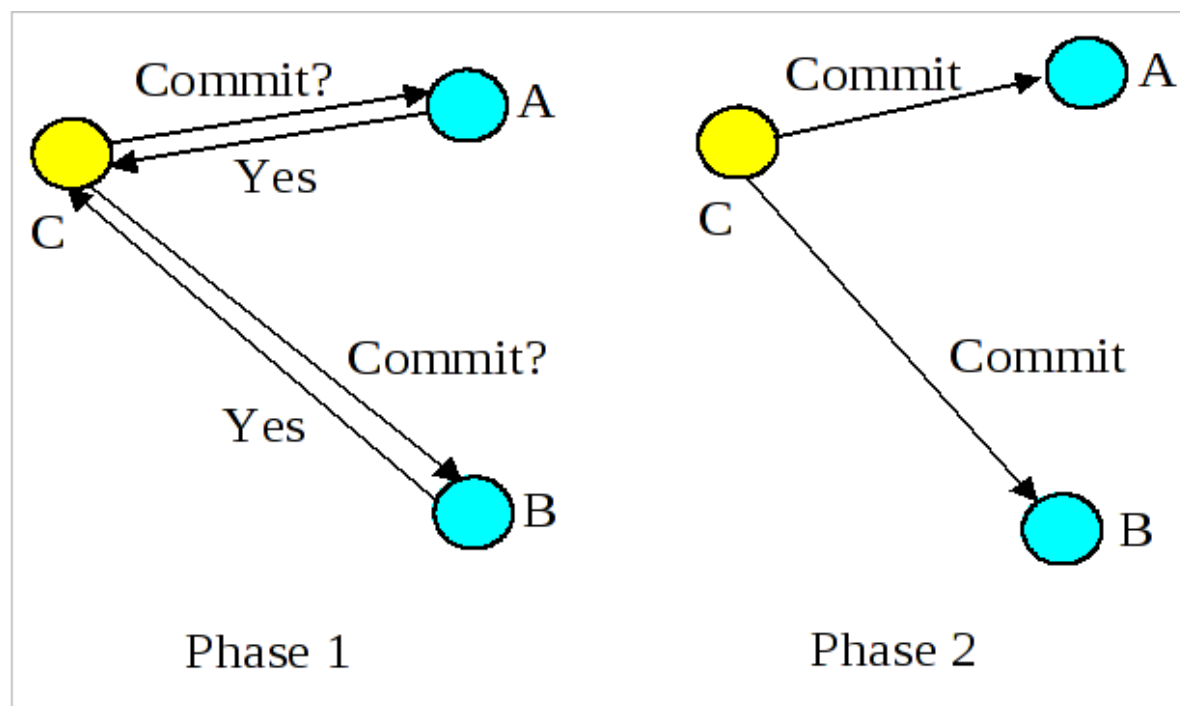 Commit?
A
Yes
C
Commit?
Yes
B
Phase 1
Commit
A
C
Commit
B
Phase 2